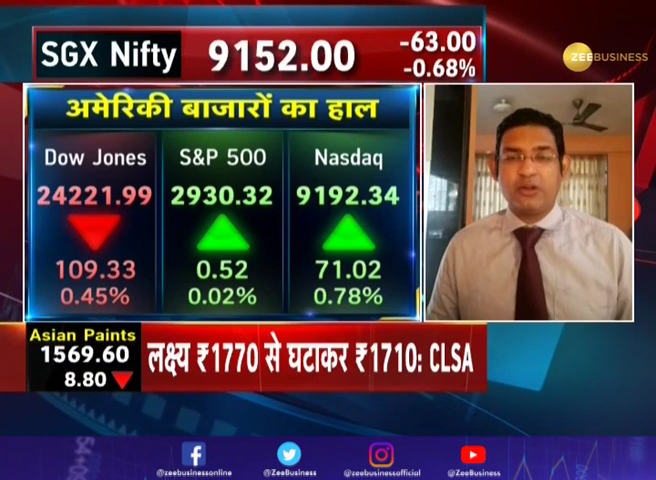 SGX Nifty 9152.00 -63.00
-0.68%
ZEEBUSINESS
अमेरिकी बाजारों का हाल
Dow Jones S&P 500 Nasdaq
24221.99 2930.32 9192.34
109.33 0.52 71.02
0.45% 0.02% 0.78%
Asian Paints
1569.60
8.80
लक्ष्य ₹1770 से घटाकर ₹1710: CLSA
@zeebusinessonline @ZeeBusiness @zeebusinessofficial @ZeeBusiness